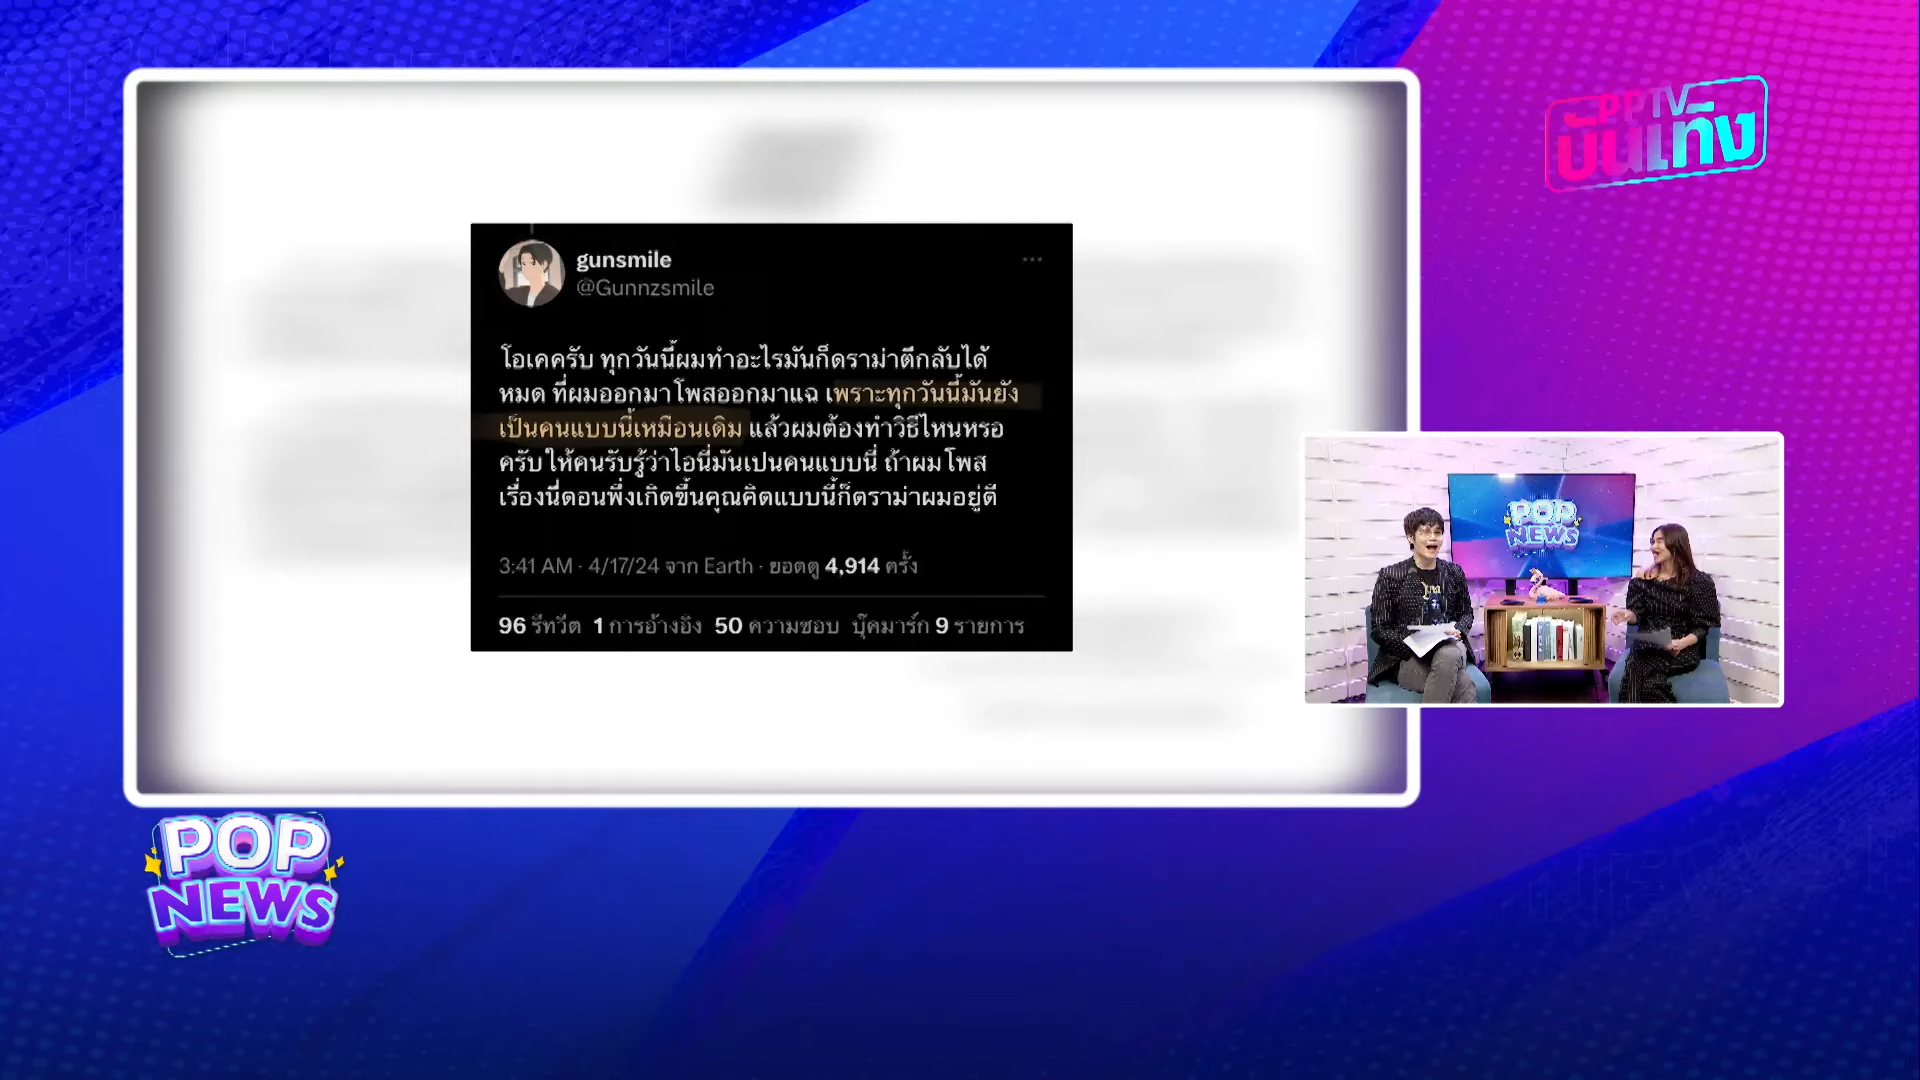 PPTV
บันเทิง
gunsmile
@Gunnzsmile
โอเคครับ ทุกวันนี้ผมทำอะไรมันก็ดราม่าตีกลับได้
หมด ที่ผมออกมาโพสออกมาแฉ เพราะทุกวันนี้มันยัง
เป็นคนแบบนี้เหมือนเดิม แล้วผมต้องทำวิธีไหนหรอ
ครับ ให้คนรับรู้ว่าไอนี่มันเปนคนแบบนี้ ถ้าผมโพส
เรื่องนี่ตอนพึ่งเกิตขึ้นคุณคิตแบบนี้ก็ตราม่าผมอยู่ตี
3:41 AM · 4/17/24 จาก Earth · ยอตตู 4,914 ครั้ง
96 รีทวีต 1 การอ้างอิง 50 ความชอบ บุ๊คมาร์ก 9 รายการ
POP
NEWS
POP
NEWS